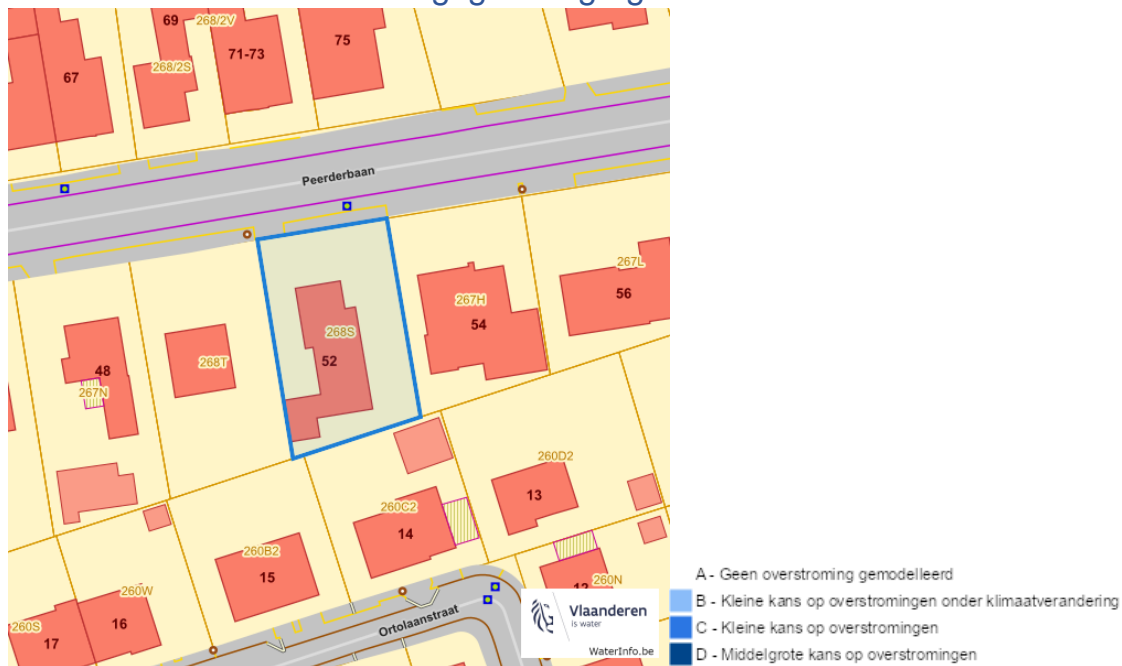 69
268/2V
75
71-73
67
268/2S
Peerderbaan
267L
56
267H
54
268S
52
268T
48
267N
260D2
13
260C2
14
260B2
15
260N
12
260W
16
260S
17
Ortolaanstraat
Vlaanderen
is water
WaterInfo.be
A - Geen overstroming gemodelleerd
B - Kleine kans op overstromingen onder klimaatverandering
C - Kleine kans op overstromingen
D - Middelgrote kans op overstromingen